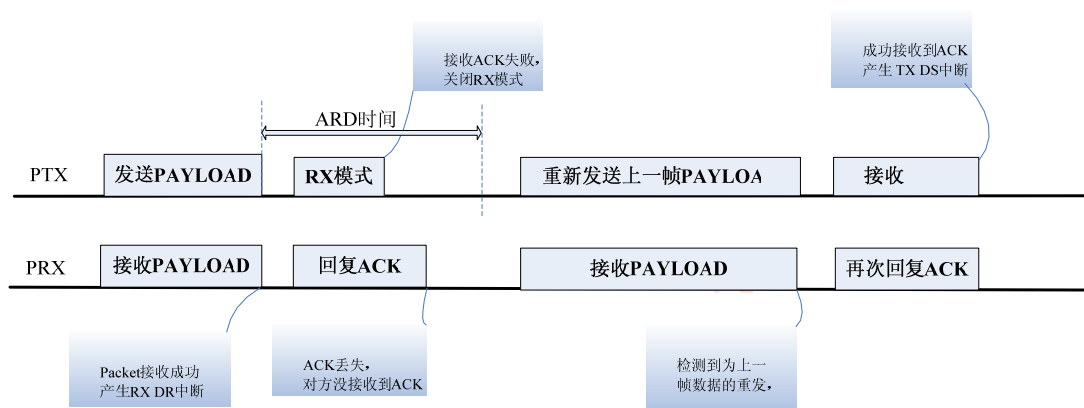 接收ACK失败，
关闭RX模式
成功接收到ACK
产生 TX DS中断
ARD时间
PTX
发送PAYLOAD
RX模式
重新发送上一帧PAYLOA
接收
PRX
接收PAYLOAD
回复ACK
接收PAYLOAD
再次回复ACK
Packet接收成功
产生RX DR中断
ACK丢失，
对方没接收到ACK
检测到为上一
帧数据的重发，